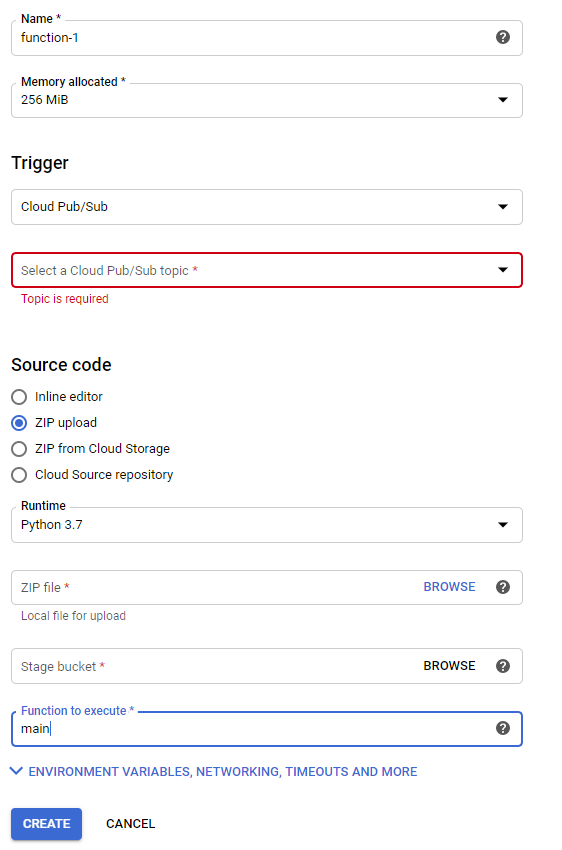 Name *
function-1
Memory allocated *
256 MiB
Trigger
Cloud Pub/Sub
Select a Cloud Pub/Sub topic *
Topic is required
Source code
Inline editor
ZIP upload
ZIP from Cloud Storage
Cloud Source repository
Runtime
Python 3.7
ZIP file * BROWSE
Local file for upload
Stage bucket * BROWSE
Function to execute *
main
ENVIRONMENT VARIABLES, NETWORKING, TIMEOUTS AND MORE
CREATE CANCEL